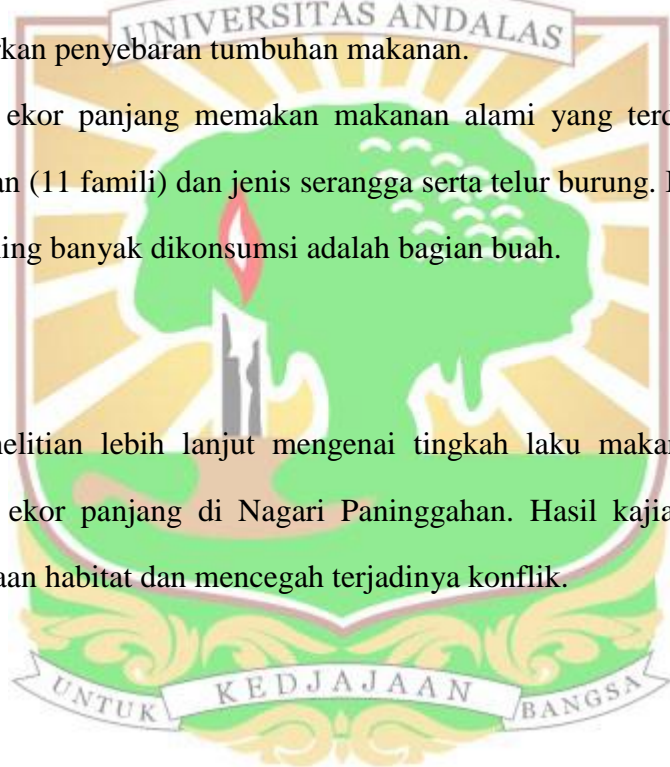 UNIVERSITAS ANDALAS
rkan penyebaran tumbuhan makanan.
ekor panjang memakan makanan alami yang terd
an (11 famili) dan jenis serangga serta telur burung.
ling banyak dikonsumsi adalah bagian buah.
nelitian lebih lanjut mengenai tingkah laku makan
ekor panjang di Nagari Paninggahan. Hasil kajia
aan habitat dan mencegah terjadinya konflik.
UNTUK KEDJAJAAN BANGSA